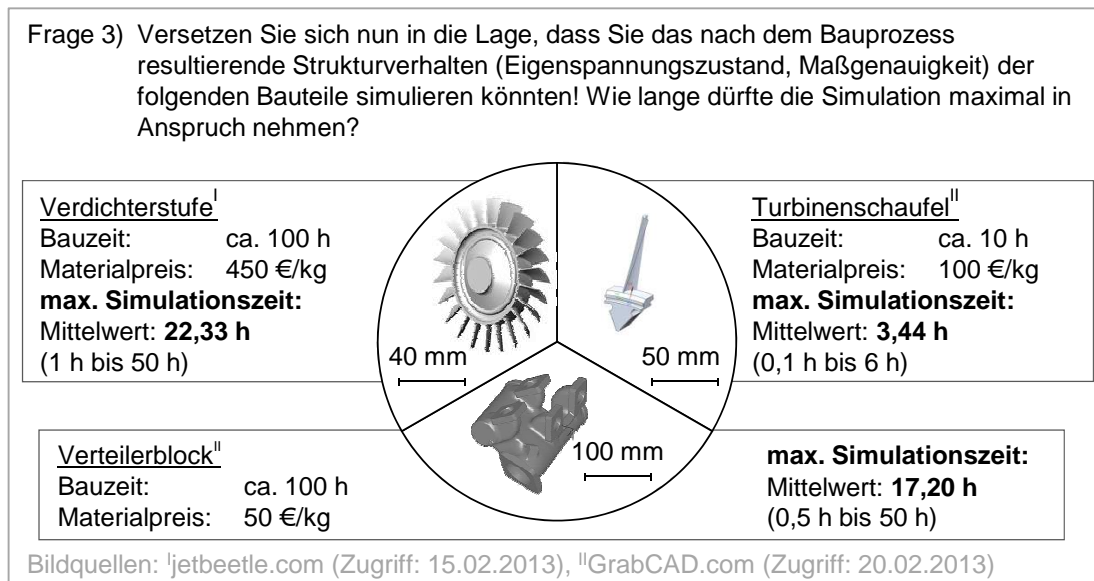 Frage 3) Versetzen Sie sich nun in die Lage, dass Sie das nach dem Bauprozess
resultierende Strukturverhalten (Eigenspannungszustand, Maßgenauigkeit) der
folgenden Bauteile simulieren könnten! Wie lange dürfte die Simulation maximal in
Anspruch nehmen?
Verdichterstufe^I
Bauzeit: ca. 100 h
Materialpreis: 450 €/kg
max. Simulationszeit:
Mittelwert: 22,33 h
(1 h bis 50 h)
40 mm
50 mm
Turbinenschaufel^II
Bauzeit: ca. 10 h
Materialpreis: 100 €/kg
max. Simulationszeit:
Mittelwert: 3,44 h
(0,1 h bis 6 h)
100 mm
Verteilerblock^II
Bauzeit: ca. 100 h
Materialpreis: 50 €/kg
max. Simulationszeit:
Mittelwert: 17,20 h
(0,5 h bis 50 h)
Bildquellen: ^Ijetbeetle.com (Zugriff: 15.02.2013), ^IIGrabCAD.com (Zugriff: 20.02.2013)